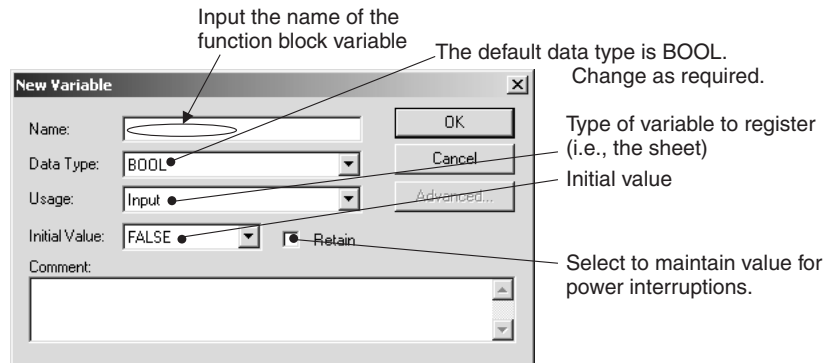 Input the name of the
function block variable
The default data type is BOOL.
Change as required.
New Variable
Name:
OK
Type of variable to register
(i.e., the sheet)
Data Type:
BOOL
Cancel
Usage:
Input
Advanced...
Initial value
Initial Value:
FALSE
Retain
Comment:
Select to maintain value for
power interruptions.